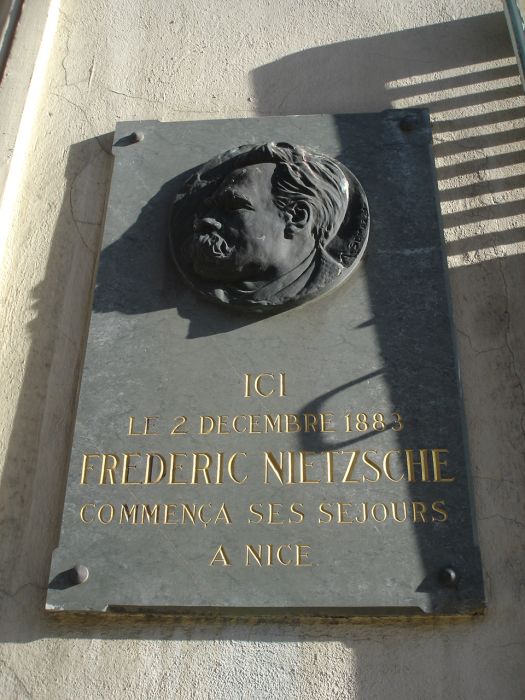 ICI
LE 2 DECEMBRE 1883
FREDERIC NIETZSCHE
COMMENÇA SES SEJOURS
A NICE